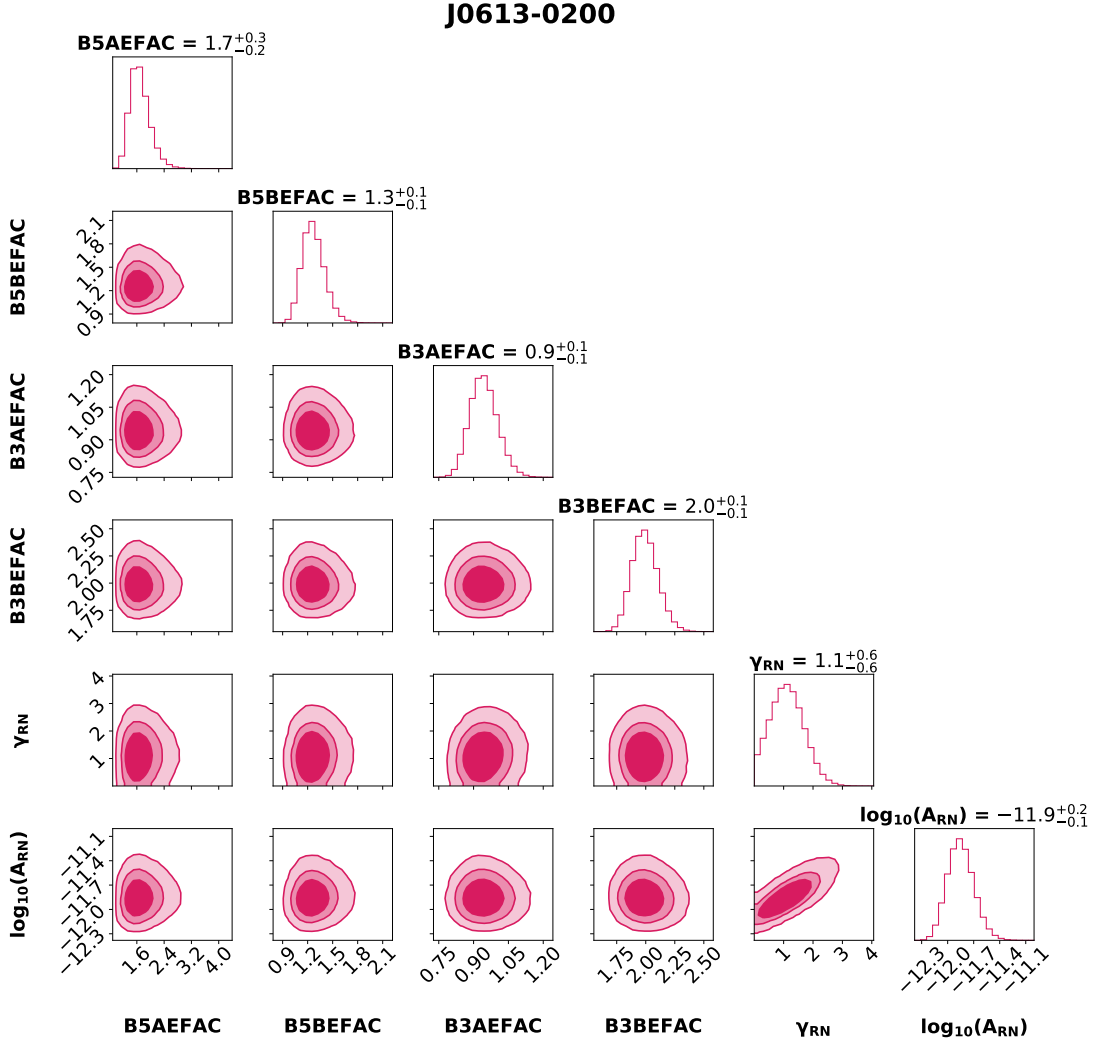 J0613-0200
B5AEFAC = 1.7+0.3−0.2
B5BEFAC = 1.3+0.1−0.1
B5BEFAC
2.1
1.8
1.5
1.2
0.9
B3AEFAC = 0.9+0.1−0.1
B3AEFAC
1.20
1.05
0.90
0.75
B3BEFAC = 2.0+0.1−0.1
B3BEFAC
2.50
2.25
2.00
1.75
γRN = 1.1+0.6−0.6
γRN
4
3
2
1
log10(ARN) = −11.9+0.2−0.1
log10(ARN)
−11.1
−11.4
−11.7
−12.0
−12.3
1.6 2.4 3.2 4.0
0.9 1.2 1.5 1.8 2.1
0.75 0.90 1.05 1.20
1.75 2.00 2.25 2.50
1 2 3 4
−12.3 −12.0 −11.7 −11.4 −11.1
B5AEFAC B5BEFAC B3AEFAC B3BEFAC γRN log10(ARN)